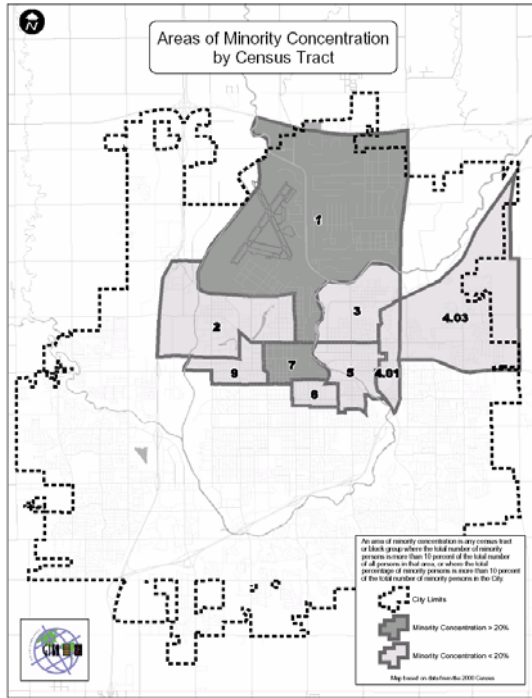 N
Areas of Minority Concentration
by Census Tract
1
2
3
4.03
9
7
5
4.01
6
An area of minority concentration is any census tract
or block group where the total number of minority
persons is more than 10 percent of the total number
of all persons in that area, or where the total
percentage of minority persons is more than 10 percent
of the total number of minority persons in the City.
City Limits
Minority Concentration > 20%
Minority Concentration < 20%
Map based on data from the 2000 Census